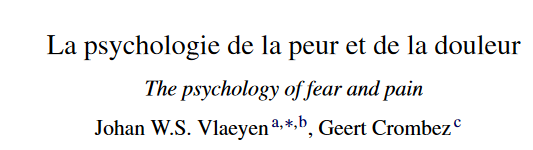 La psychologie de la peur et de la douleur
The psychology of fear and pain
Johan W.S. Vlaeyen a,∗,b, Geert Crombez c